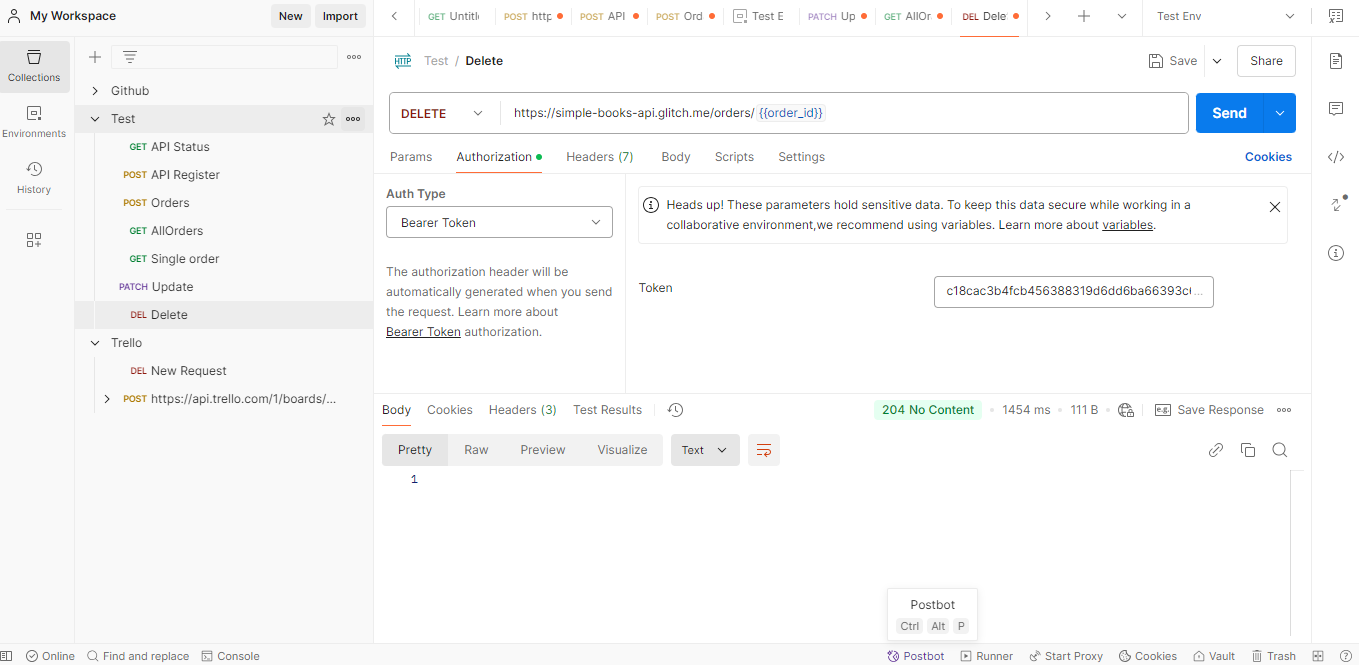 My Workspace
New
Import
GET Untitl
POST http
POST API
POST Ord
Test E
PATCH Up
GET AllOr
DEL Dele
Test Env
Collections
Environments
History
Github
Test
GET API Status
POST API Register
POST Orders
GET AllOrders
GET Single order
PATCH Update
DEL Delete
Trello
DEL New Request
POST https://api.trello.com/1/boards/...
HTTP
Test / Delete
Save
Share
DELETE
https://simple-books-api.glitch.me/orders/ {{order_id}}
Send
Params
Authorization
Headers (7)
Body
Scripts
Settings
Cookies
Auth Type
Bearer Token
The authorization header will be
automatically generated when you send
the request. Learn more about
Bearer Token authorization.
Heads up! These parameters hold sensitive data. To keep this data secure while working in a
collaborative environment,we recommend using variables. Learn more about variables.
Token
c18cac3b4fcb456388319d6dd6ba66393c...
Body
Cookies
Headers (3)
Test Results
204 No Content
1454 ms
111 B
e.g.
Save Response
Pretty
Raw
Preview
Visualize
Text
1
Postbot
Ctrl Alt P
Online
Find and replace
Console
Postbot
Runner
Start Proxy
Cookies
Vault
Trash